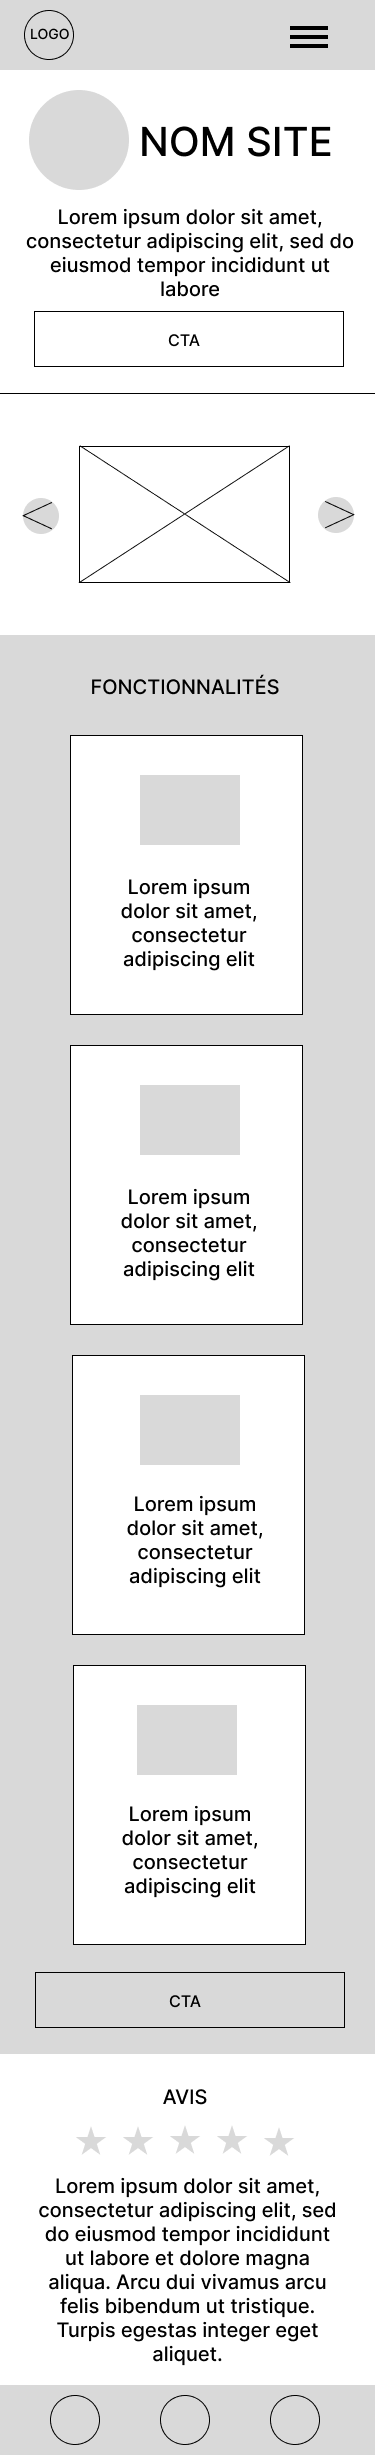 LOGO
NOM SITE
Lorem ipsum dolor sit amet,
consectetur adipiscing elit, sed do
eiusmod tempor incididunt ut
labore
CTA
FONCTIONNALITÉS
Lorem ipsum
dolor sit amet,
consectetur
adipiscing elit
Lorem ipsum
dolor sit amet,
consectetur
adipiscing elit
Lorem ipsum
dolor sit amet,
consectetur
adipiscing elit
Lorem ipsum
dolor sit amet,
consectetur
adipiscing elit
CTA
AVIS
Lorem ipsum dolor sit amet,
consectetur adipiscing elit, sed
do eiusmod tempor incididunt
ut labore et dolore magna
aliqua. Arcu dui vivamus arcu
felis bibendum ut tristique.
Turpis egestas integer eget
aliquet.